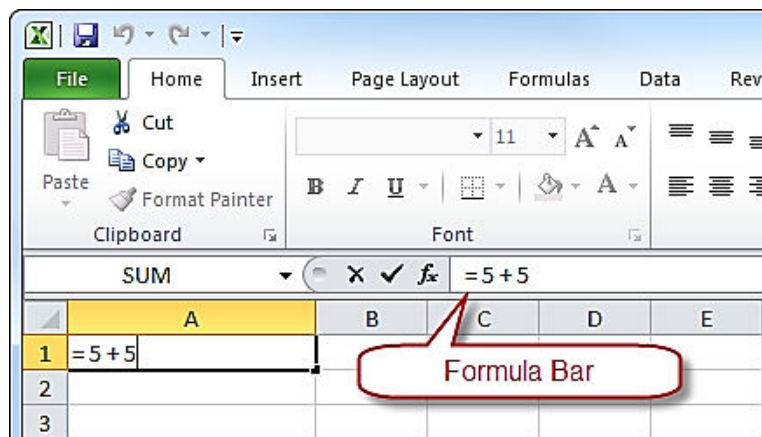 File Home Insert Page Layout Formulas Data Rev
Cut
Copy
Paste
Format Painter
11 A A
B I U A
Clipboard Font
SUM fx =5+5
A B C D E
1 =5+5
Formula Bar
2
3